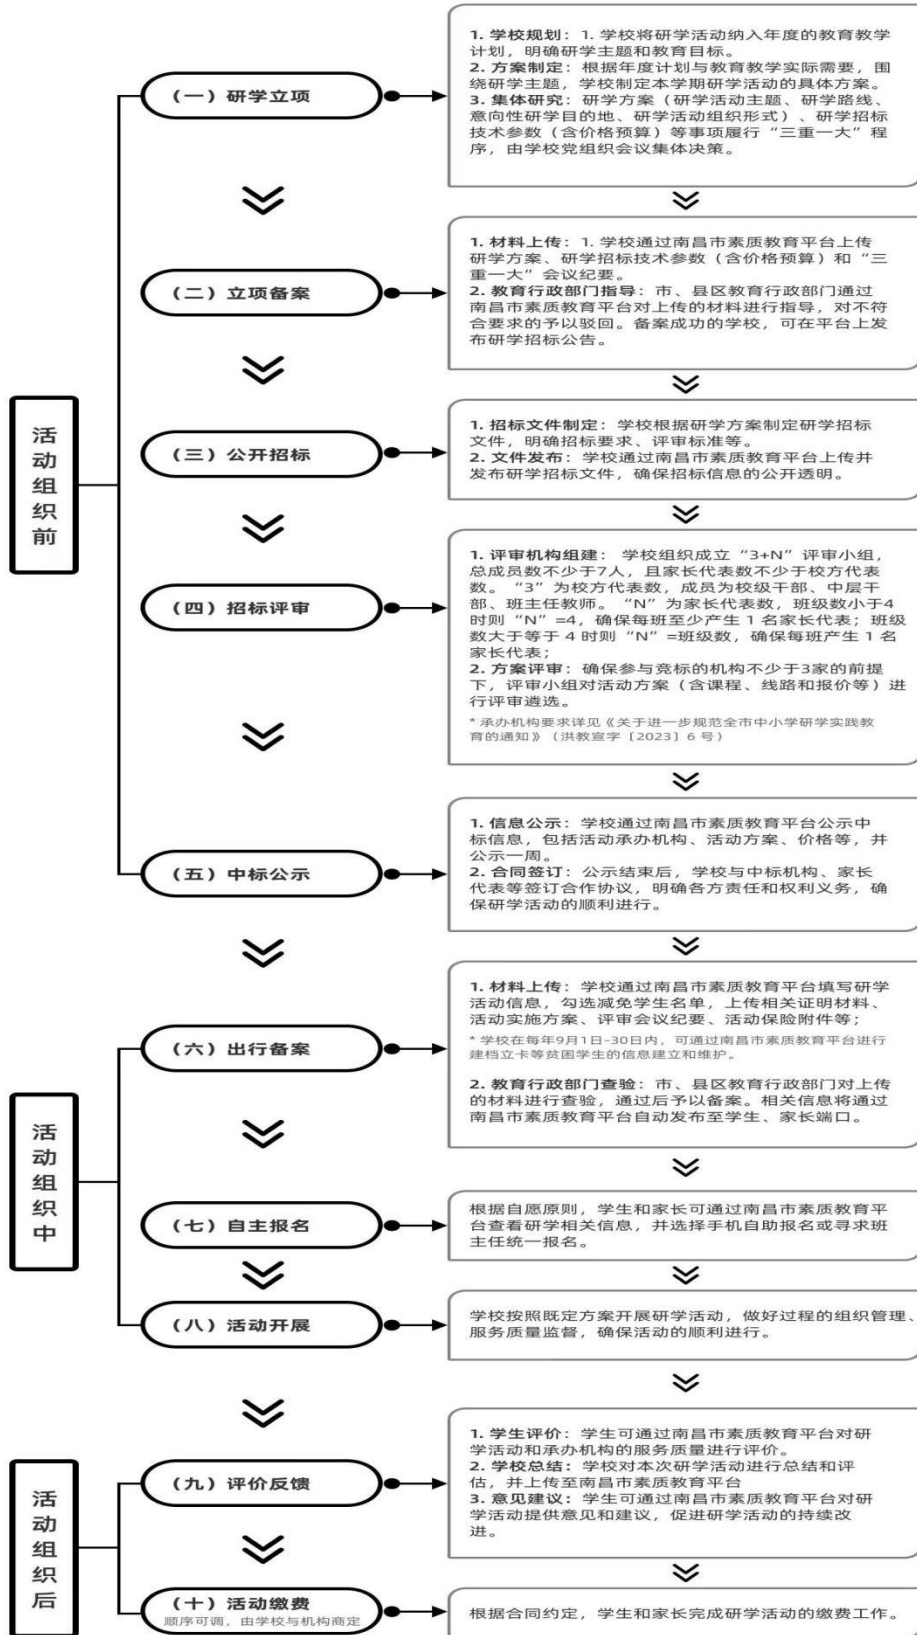 活动组织前
（一）研学立项
1. 学校规划：1. 学校将研学活动纳入年度的教育教学
计划，明确研学主题和教育目标。
2. 方案制定：根据年度计划与教育教学实际需要，围
绕研学主题，学校制定本学期研学活动的具体方案。
3. 集体研究：研学方案（研学活动主题、研学路线、
意向性研学目的地、研学活动组织形式）、研学招标
技术参数（含价格预算）等事项履行“三重一大”程
序，由学校党组织会议集体决策。
（二）立项备案
1. 材料上传：1. 学校通过南昌市素质教育平台上传
研学方案、研学招标技术参数（含价格预算）和“三
重一大”会议纪要。
2. 教育行政部门指导：市、县区教育行政部门通过
南昌市素质教育平台对上传的材料进行指导，对不符
合要求的予以驳回。备案成功的学校，可在平台上发
布研学招标公告。
（三）公开招标
1. 招标文件制定：学校根据研学方案制定研学招标
文件，明确招标要求、评审标准等。
2. 文件发布：学校通过南昌市素质教育平台上传并
发布研学招标文件，确保招标信息的公开透明。
（四）招标评审
1. 评审机构组建： 学校组织成立“3+N”评审小组，
总成员数不少于7人，且家长代表数不少于校方代表
数。“3”为校方代表数，成员为校级干部、中层干
部、班主任教师。“N”为家长代表数，班级数小于4
时则“N”=4，确保每班至少产生 1 名家长代表；班级
数大于等于 4 时则“N”=班级数，确保每班产生 1 名
家长代表；
2. 方案评审：确保参与竞标的机构不少于3家的前提
下，评审小组对活动方案（含课程、线路和报价等）进
行评审遴选。
* 承办机构要求详见《关于进一步规范全市中小学研学实践教
育的通知》（洪教宣字〔2023〕6 号）
（五）中标公示
1. 信息公示：学校通过南昌市素质教育平台公示中
标信息，包括活动承办机构、活动方案、价格等，并
公示一周。
2. 合同签订：公示结束后，学校与中标机构、家长
代表等签订合作协议，明确各方责任和权利义务，确
保研学活动的顺利进行。
活动组织中
（六）出行备案
1. 材料上传：学校通过南昌市素质教育平台填写研学
活动信息，勾选减免学生名单，上传相关证明材料、
活动实施方案、评审会议纪要、活动保险附件等；
* 学校在每年9月1日-30日内，可通过南昌市素质教育平台进行
建档立卡等贫困学生的信息建立和维护。
2. 教育行政部门查验：市、县区教育行政部门对上传
的材料进行查验，通过后予以备案。相关信息将通过
南昌市素质教育平台自动发布至学生、家长端口。
（七）自主报名
根据自愿原则，学生和家长可通过南昌市素质教育平
台查看研学相关信息，并选择手机自助报名或寻求班
主任统一报名。
（八）活动开展
学校按照既定方案开展研学活动，做好过程的组织管理、
服务质量监督，确保活动的顺利进行。
活动组织后
（九）评价反馈
1. 学生评价：学生可通过南昌市素质教育平台对研
学活动和承办机构的服务质量进行评价。
2. 学校总结：学校对本次研学活动进行总结和评
估，并上传至南昌市素质教育平台
3. 意见建议：学生可通过南昌市素质教育平台对研
学活动提供意见和建议，促进研学活动的持续改
进。
（十）活动缴费
顺序可调，由学校与机构商定
根据合同约定，学生和家长完成研学活动的缴费工作。